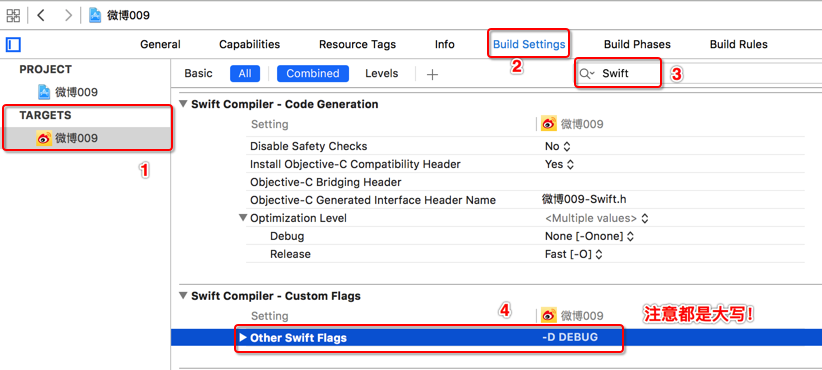 微博009
General Capabilities Resource Tags Info Build Settings Build Phases Build Rules
2
PROJECT
微博009
TARGETS
微博009
1
Basic All Combined Levels + Swift
3
Swift Compiler - Code Generation
Setting 微博009
Disable Safety Checks No
Install Objective-C Compatibility Header Yes
Objective-C Bridging Header
Objective-C Generated Interface Header Name 微博009-Swift.h
Optimization Level <Multiple values>
Debug None [-Onone]
Release Fast [-O]
Swift Compiler - Custom Flags
Setting 微博009
4
注意都是大写！
Other Swift Flags -D DEBUG